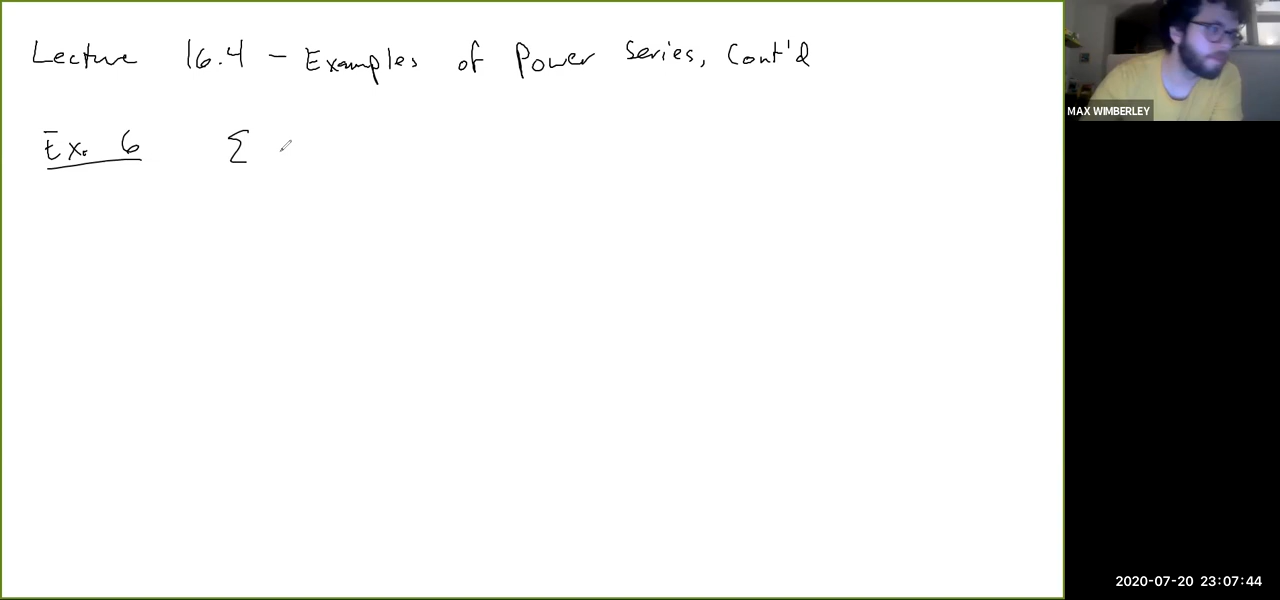 Lecture 16.4 - Examples of Power Series, Cont'd
Ex. 6 Σ
MAX WIMBERLEY
2020-07-20 23:07:44